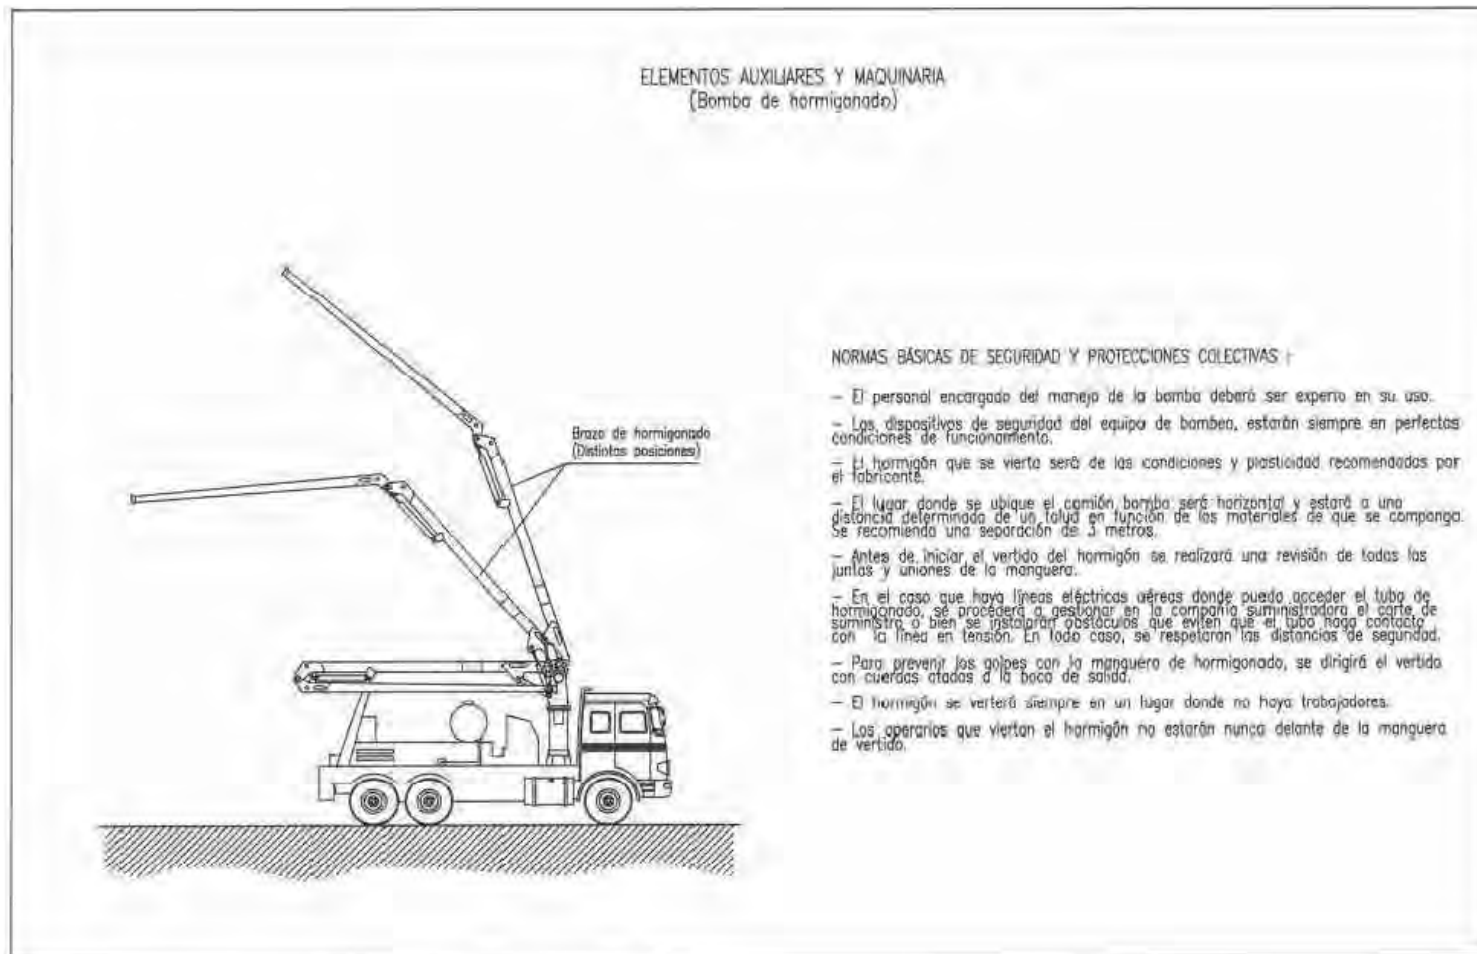 ELEMENTOS AUXILIARES Y MAQUINARIA
(Bomba de hormigonado)
Brazo de hormigonado
(Distintas posiciones)
NORMAS BÁSICAS DE SEGURIDAD Y PROTECCIONES COLECTIVAS :
– El personal encargado del manejo de la bomba deberá ser experto en su uso.
– Los dispositivos de seguridad del equipo de bombeo, estarán siempre en perfectas
condiciones de funcionamiento.
– El hormigón que se vierta será de las condiciones y plasticidad recomendadas por
el fabricante.
– El lugar donde se ubique el camión bomba será horizontal y estará a una
distancia determinada de un talud en función de los materiales de que se componga.
Se recomienda una separación de 3 metros.
– Antes de iniciar el vertido del hormigón se realizará una revisión de todas las
juntas y uniones de la manguera.
– En el caso que haya líneas eléctricas aéreas donde pueda acceder el tubo de
hormigonado, se procederá a gestionar en la compañía suministradora el corte de
suministro o bien se instalarán obstáculos que eviten que el tubo haga contacto
con la línea en tensión. En todo caso, se respetaran las distancias de seguridad.
– Para prevenir los golpes con la manguera de hormigonado, se dirigirá el vertido
con cuerdas atadas a la boca de salida.
– El hormigón se verterá siempre en un lugar donde no haya trabajadores.
– Los operarios que viertan el hormigón no estarán nunca delante de la manguera
de vertido.